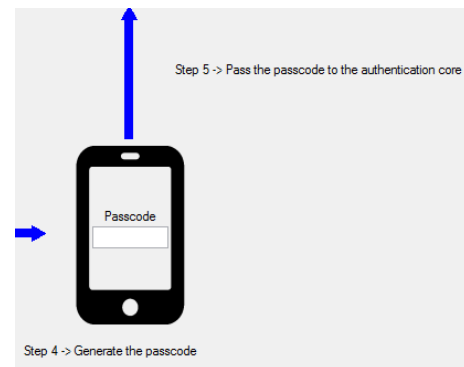 Step 5 -> Pass the passcode to the authentication core
Passcode
Step 4 -> Generate the passcode